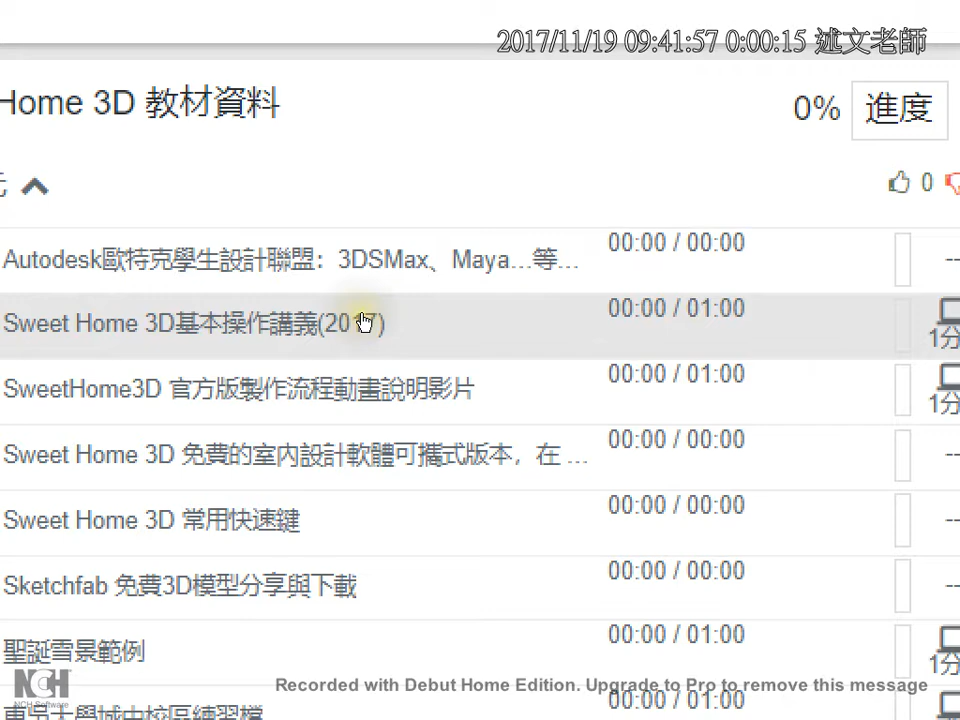 2017/11/19 09:41:57 0:00:15 述文老師
Home 3D 教材資料
0% 進度
0
Autodesk歐特克學生設計聯盟：3DSMax、Maya...等... 00:00 / 00:00 --
Sweet Home 3D基本操作講義(2017) 00:00 / 01:00 1分
SweetHome3D 官方版製作流程動畫說明影片 00:00 / 01:00 1分
Sweet Home 3D 免費的室內設計軟體可攜式版本，在 ... 00:00 / 00:00 --
Sweet Home 3D 常用快速鍵 00:00 / 00:00 --
Sketchfab 免費3D模型分享與下載 00:00 / 00:00 --
聖誕雪景範例 00:00 / 01:00 1分
NCH
NCH Software
Recorded with Debut Home Edition. Upgrade to Pro to remove this message
00:00 / 01:00